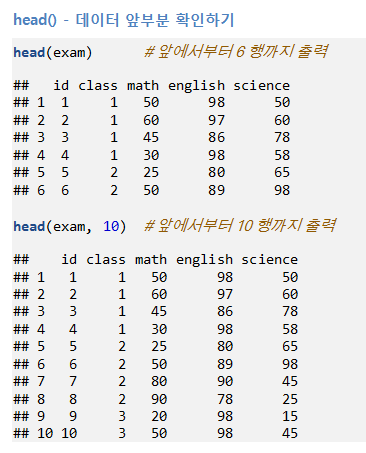 head() - 데이터 앞부분 확인하기
head(exam)      # 앞에서부터 6 행까지 출력
##   id class math english science
## 1  1     1   50      98      50
## 2  2     1   60      97      60
## 3  3     1   45      86      78
## 4  4     1   30      98      58
## 5  5     2   25      80      65
## 6  6     2   50      89      98
head(exam, 10)  # 앞에서부터 10 행까지 출력
##    id class math english science
## 1   1     1   50      98      50
## 2   2     1   60      97      60
## 3   3     1   45      86      78
## 4   4     1   30      98      58
## 5   5     2   25      80      65
## 6   6     2   50      89      98
## 7   7     2   80      90      45
## 8   8     2   90      78      25
## 9   9     3   20      98      15
## 10 10     3   50      98      45